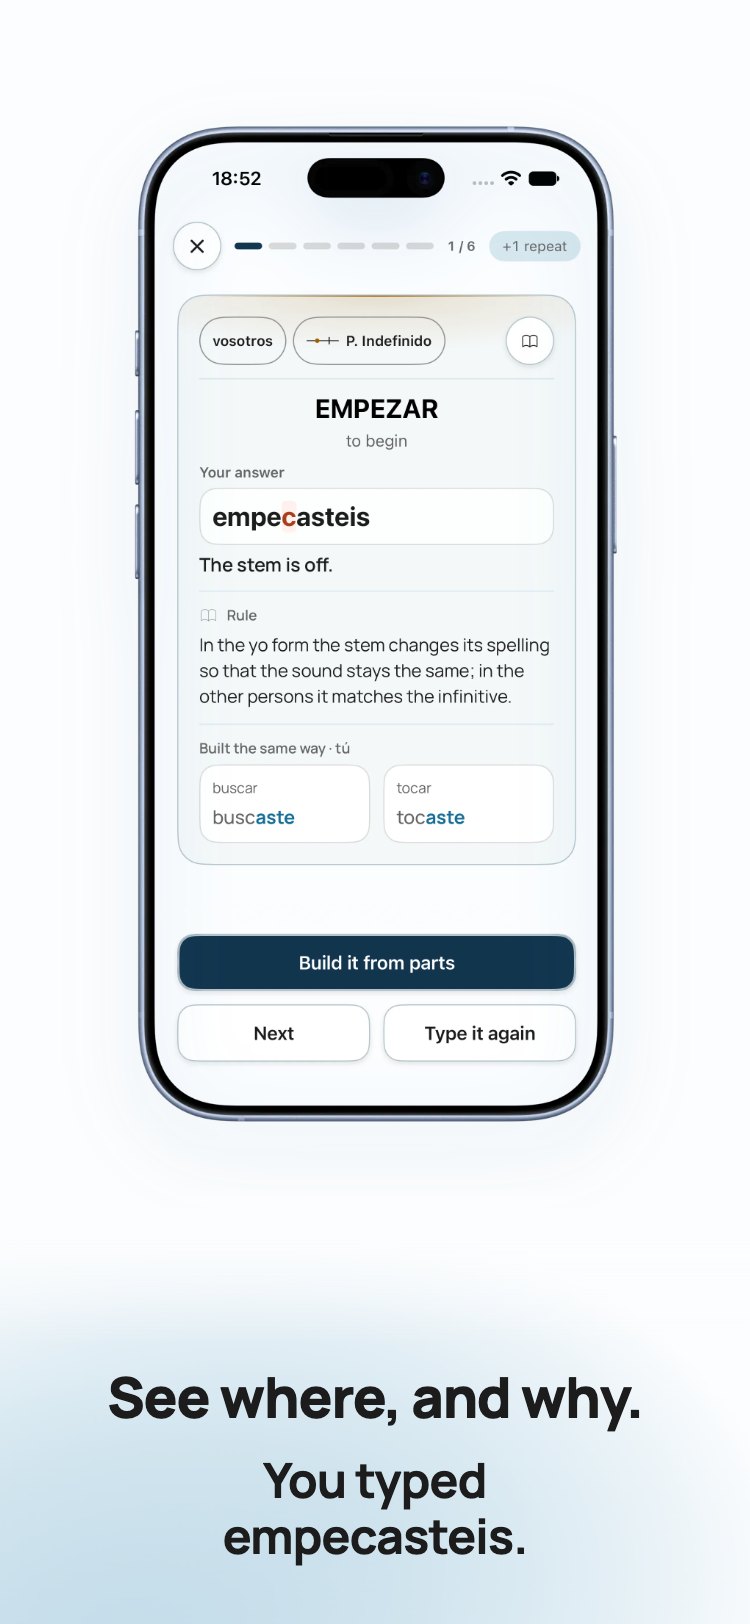 18:52
1 / 6
+1 repeat
vosotros
P. Indefinido
EMPEZAR
to begin
Your answer
empecasteis
The stem is off.
Rule
In the yo form the stem changes its spelling
so that the sound stays the same; in the
other persons it matches the infinitive.
Built the same way · tú
buscar
buscaste
tocar
tocaste
Build it from parts
Next
Type it again
See where, and why.
You typed
empecasteis.